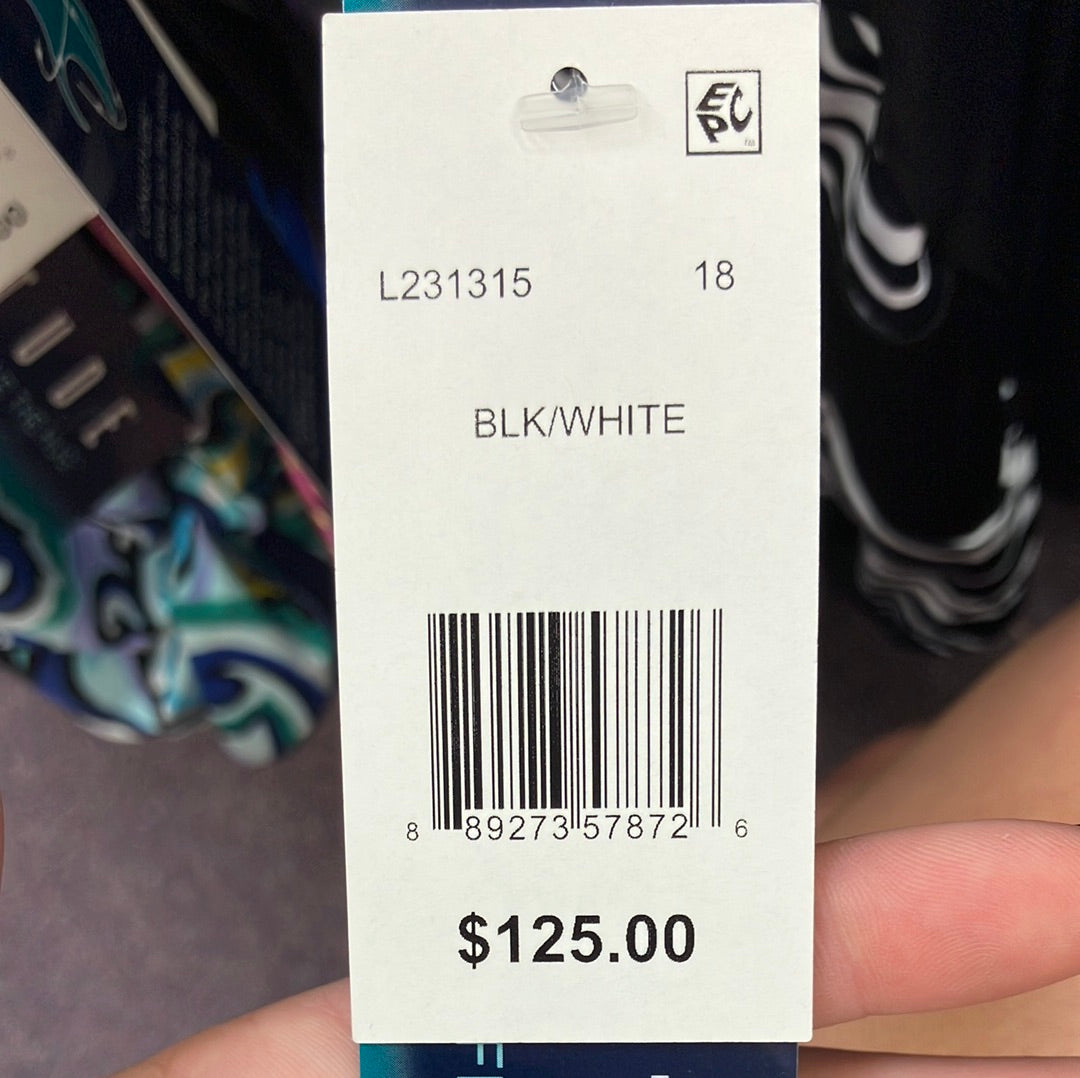 EPC
L231315 18
BLK/WHITE
8 89273 57872 6
$125.00